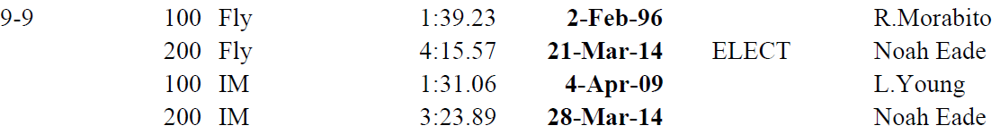 9-9 100 Fly 1:39.23 2-Feb-96 R.Morabito
200 Fly 4:15.57 21-Mar-14 ELECT Noah Eade
100 IM 1:31.06 4-Apr-09 L.Young
200 IM 3:23.89 28-Mar-14 Noah Eade